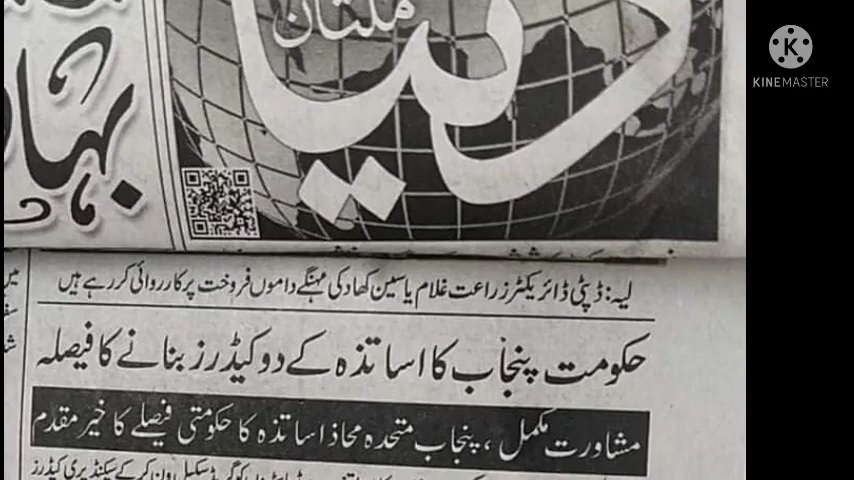 دنیا
ملتان
KINEMASTER
لیہ: ڈپٹی ڈائریکٹر زراعت غلام یاسین کھاد کی مہنگے داموں فروخت پر کارروائی کر رہے ہیں
حکومت پنجاب کا اساتذہ کے دو کیڈرز بنانے کا فیصلہ
مشاورت مکمل، پنجاب متحدہ محاذ اساتذہ کا حکومتی فیصلے کا خیر مقدم